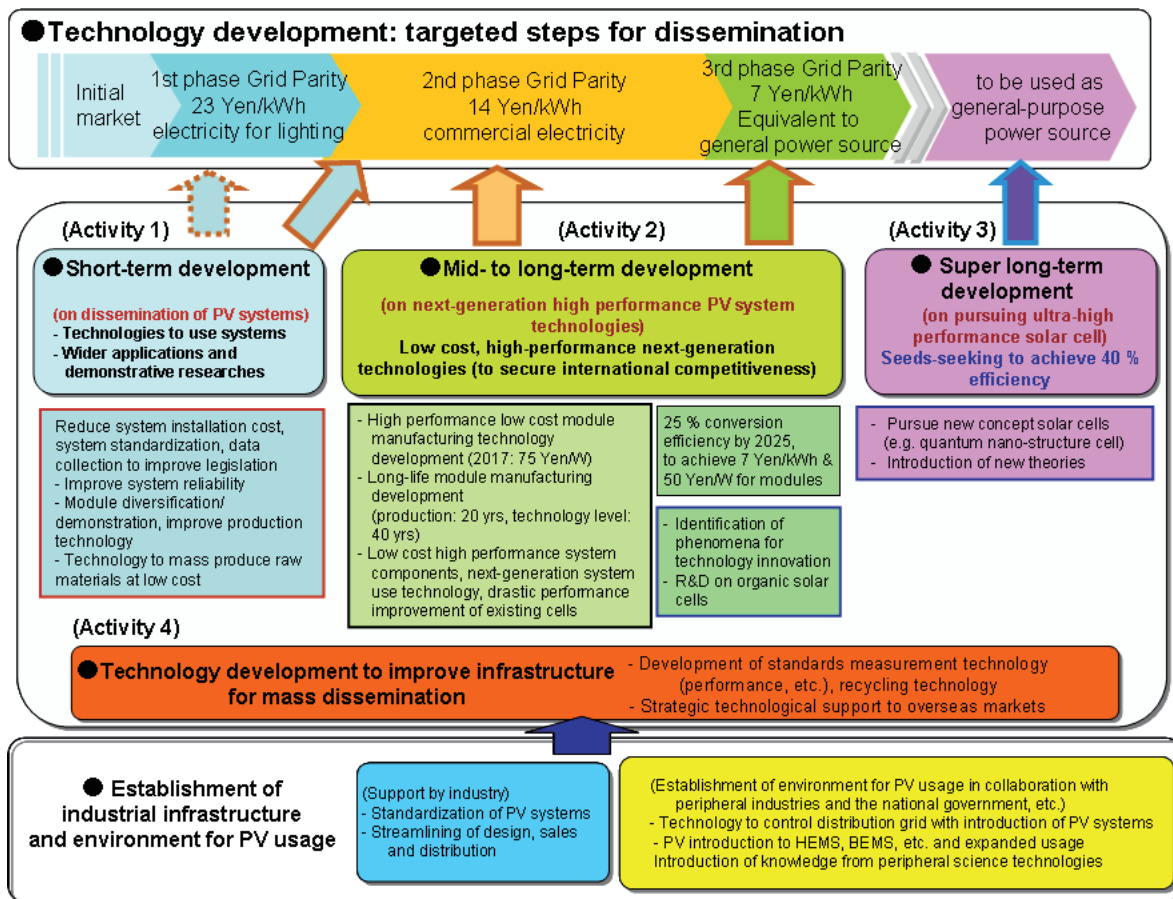 ●Technology development: targeted steps for dissemination
Initial
market
1st phase Grid Parity
23 Yen/kWh
electricity for lighting
2nd phase Grid Parity
14 Yen/kWh
commercial electricity
3rd phase Grid Parity
7 Yen/kWh
Equivalent to
general power source
to be used as
general-purpose
power source
(Activity 1)
●Short-term development
(on dissemination of PV systems)
- Technologies to use systems
- Wider applications and
demonstrative researches
Reduce system installation cost,
system standardization, data
collection to improve legislation
- Improve system reliability
- Module diversification/
demonstration, improve production
technology
- Technology to mass produce raw
materials at low cost
(Activity 2)
●Mid- to long-term development
(on next-generation high performance PV system
technologies)
Low cost, high-performance next-generation
technologies (to secure international competitiveness)
- High performance low cost module
manufacturing technology
development (2017: 75 Yen/W)
- Long-life module manufacturing
development
(production: 20 yrs, technology level:
40 yrs)
- Low cost high performance system
components, next-generation system
use technology, drastic performance
improvement of existing cells
25 % conversion
efficiency by 2025,
to achieve 7 Yen/kWh &
50 Yen/W for modules
- Identification of
phenomena for
technology innovation
- R&D on organic solar
cells
(Activity 3)
● Super long-term
development
(on pursuing ultra-high
performance solar cell)
Seeds-seeking to achieve 40 %
efficiency
- Pursue new concept solar cells
(e.g. quantum nano-structure cell)
- Introduction of new theories
(Activity 4)
●Technology development to improve infrastructure
for mass dissemination
- Development of standards measurement technology
(performance, etc.), recycling technology
- Strategic technological support to overseas markets
● Establishment of
industrial infrastructure
and environment for PV usage
(Support by industry)
- Standardization of PV systems
- Streamlining of design, sales
and distribution
(Establishment of environment for PV usage in collaboration with
peripheral industries and the national government, etc.)
- Technology to control distribution grid with introduction of PV systems
- PV introduction to HEMS, BEMS, etc. and expanded usage
Introduction of knowledge from peripheral science technologies